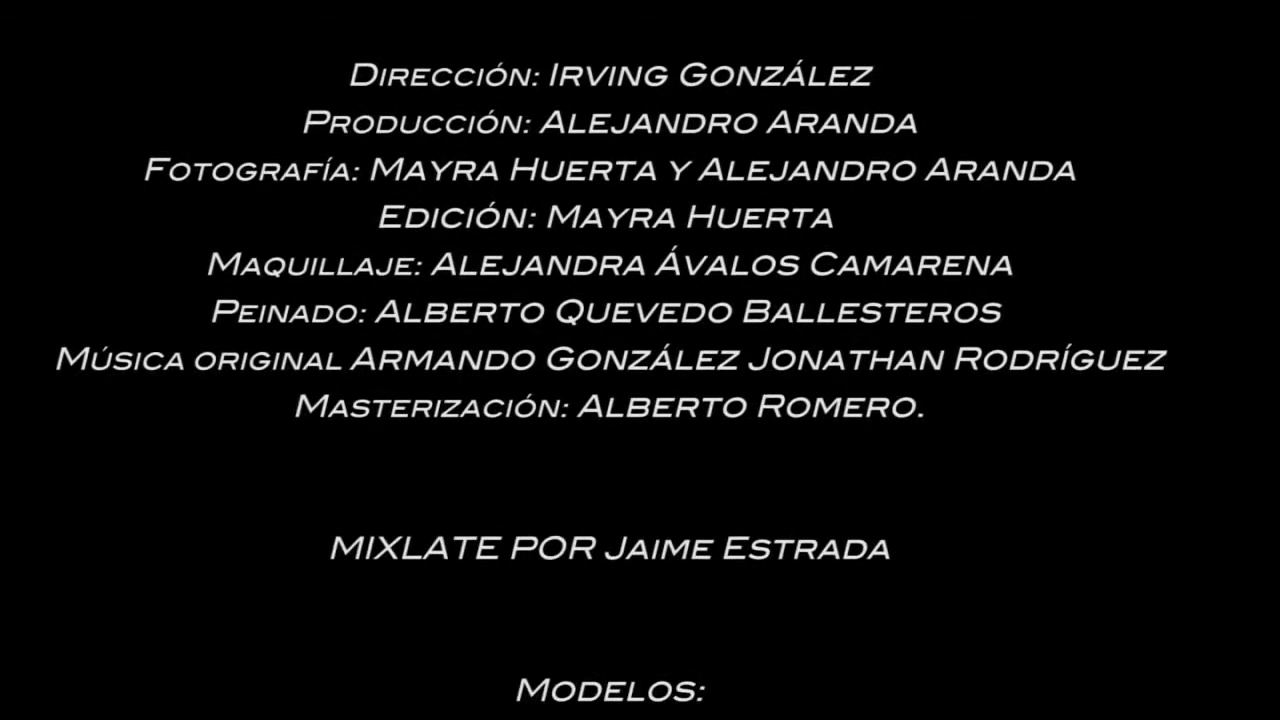 Dirección: Irving González
Producción: Alejandro Aranda
Fotografía: Mayra Huerta y Alejandro Aranda
Edición: Mayra Huerta
Maquillaje: Alejandra Ávalos Camarena
Peinado: Alberto Quevedo Ballesteros
Música original Armando González Jonathan Rodríguez
Masterización: Alberto Romero.
MIXLATE POR Jaime Estrada
Modelos: